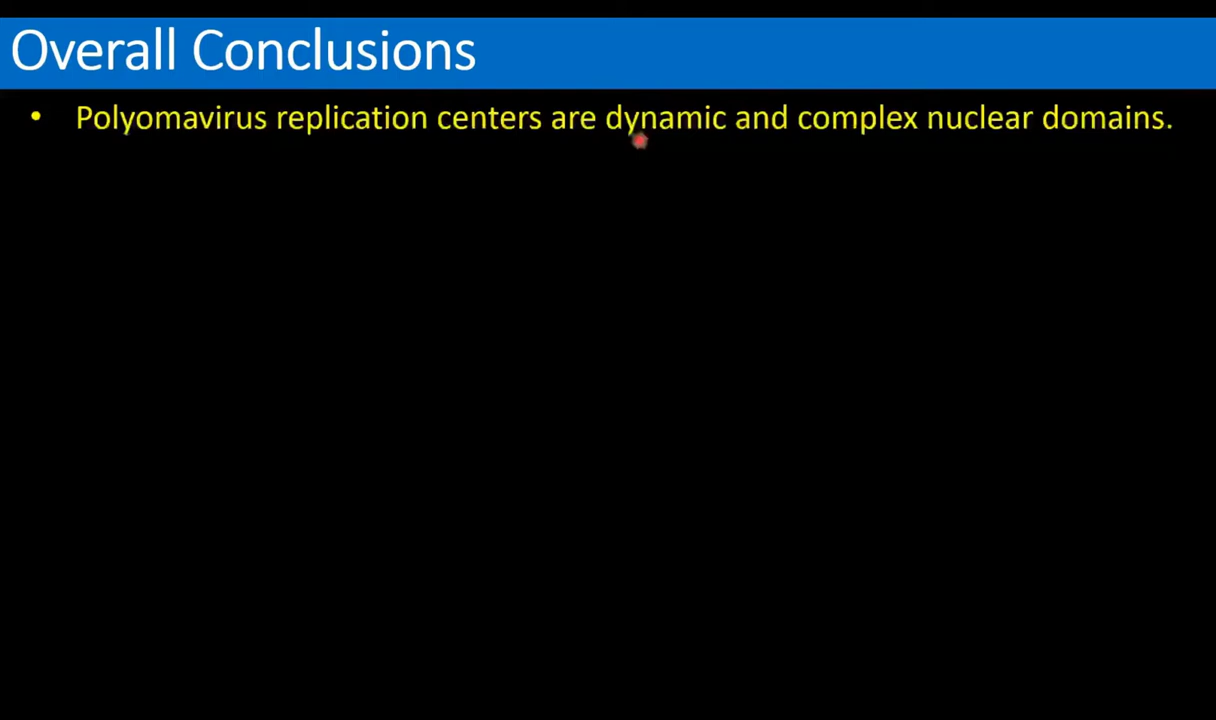 Overall Conclusions
• Polyomavirus replication centers are dynamic and complex nuclear domains.